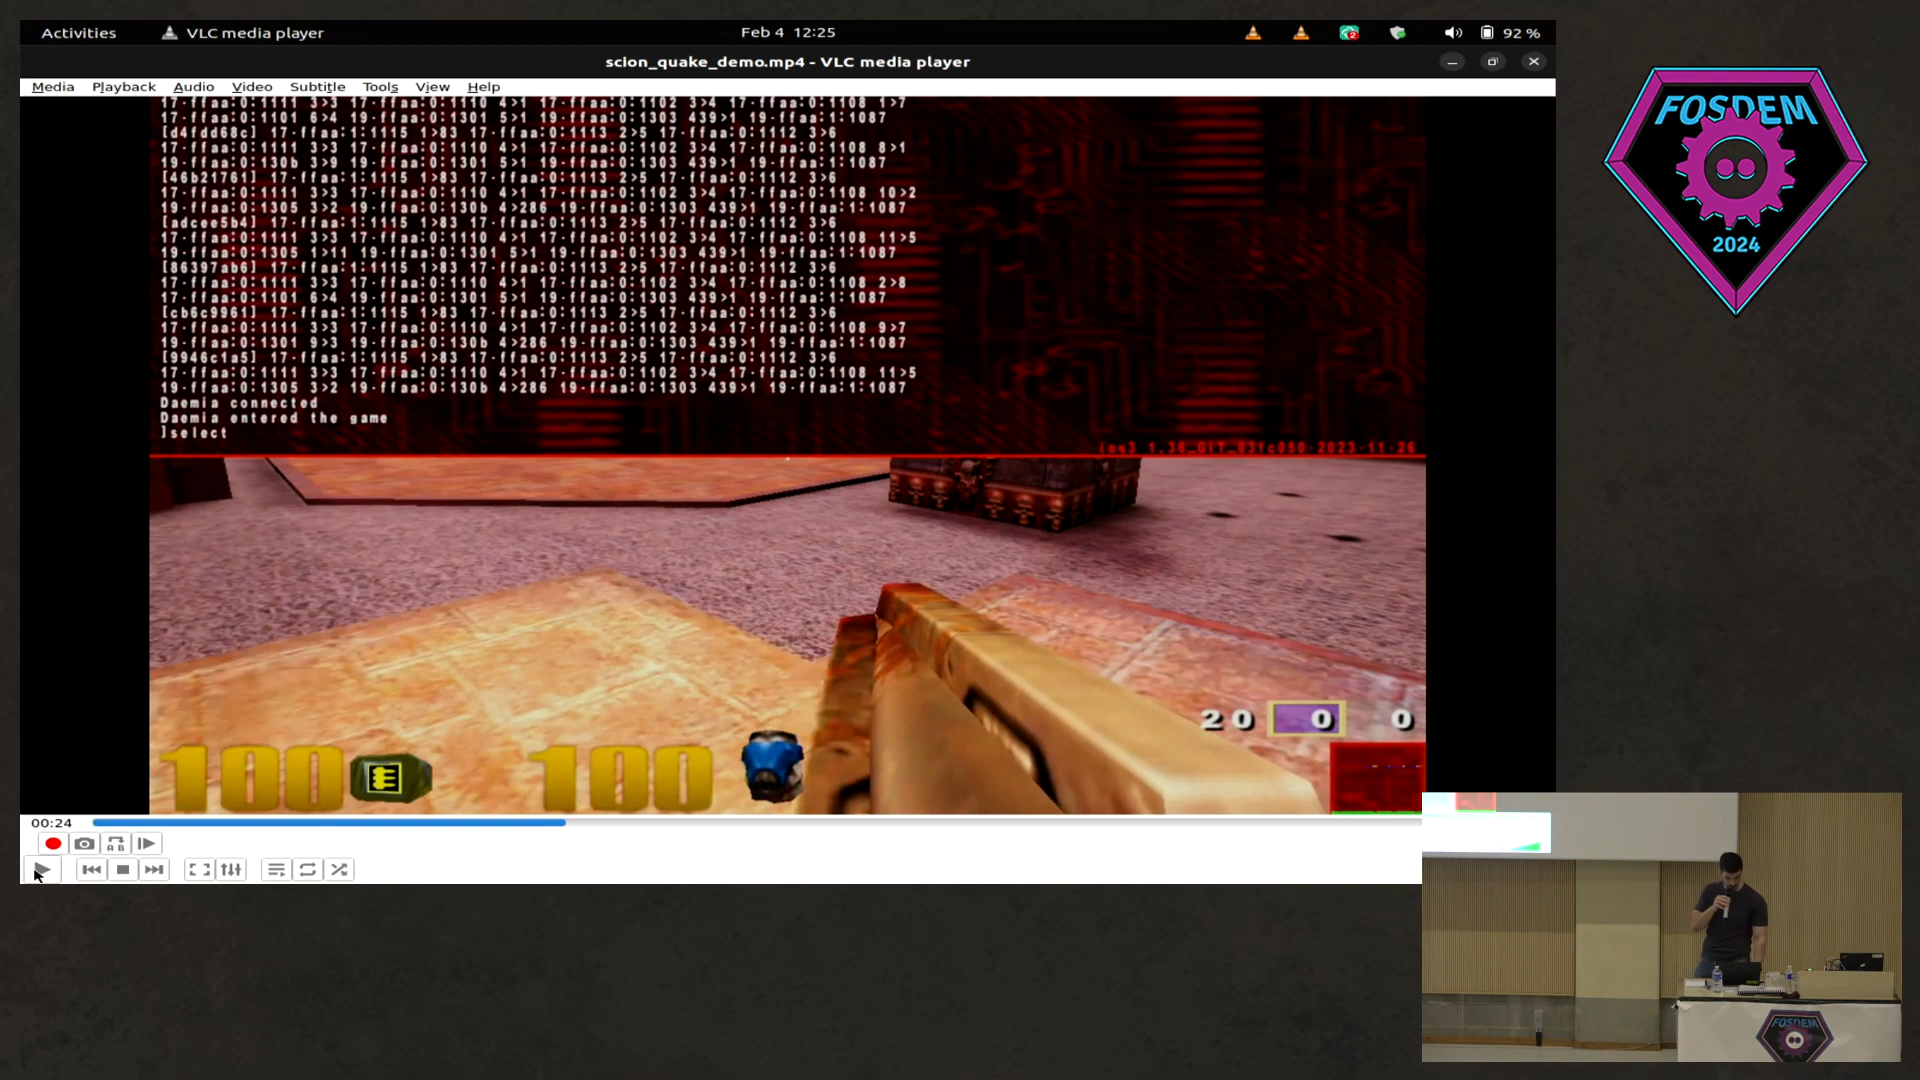 Activities
VLC media player
Feb 4 12:25
92 %
scion_quake_demo.mp4 - VLC media player
Media Playback Audio Video Subtitle Tools View Help
17-ffaa:0:1111 3>3 17-ffaa:0:1110 4>1 17-ffaa:0:1102 3>4 17-ffaa:0:1108 1>7
17-ffaa:0:1101 6>4 19-ffaa:0:1301 5>1 19-ffaa:0:1303 439>1 19-ffaa:1:1087
[d4fdd68c] 17-ffaa:1:1115 1>83 17-ffaa:0:1113 2>5 17-ffaa:0:1112 3>6
17-ffaa:0:1111 3>3 17-ffaa:0:1110 4>1 17-ffaa:0:1102 3>4 17-ffaa:0:1108 8>1
19-ffaa:0:130b 3>9 19-ffaa:0:1301 5>1 19-ffaa:0:1303 439>1 19-ffaa:1:1087
[46b21761] 17-ffaa:1:1115 1>83 17-ffaa:0:1113 2>5 17-ffaa:0:1112 3>6
17-ffaa:0:1111 3>3 17-ffaa:0:1110 4>1 17-ffaa:0:1102 3>4 17-ffaa:0:1108 10>2
19-ffaa:0:1305 3>2 19-ffaa:0:130b 4>286 19-ffaa:0:1303 439>1 19-ffaa:1:1087
[adcee5b4] 17-ffaa:1:1115 1>83 17-ffaa:0:1113 2>5 17-ffaa:0:1112 3>6
17-ffaa:0:1111 3>3 17-ffaa:0:1110 4>1 17-ffaa:0:1102 3>4 17-ffaa:0:1108 11>5
19-ffaa:0:1305 1>11 19-ffaa:0:1301 5>1 19-ffaa:0:1303 439>1 19-ffaa:1:1087
[86397ab6] 17-ffaa:1:1115 1>83 17-ffaa:0:1113 2>5 17-ffaa:0:1112 3>6
17-ffaa:0:1111 3>3 17-ffaa:0:1110 4>1 17-ffaa:0:1102 3>4 17-ffaa:0:1108 2>8
17-ffaa:0:1101 6>4 19-ffaa:0:1301 5>1 19-ffaa:0:1303 439>1 19-ffaa:1:1087
[cb6c9961] 17-ffaa:1:1115 1>83 17-ffaa:0:1113 2>5 17-ffaa:0:1112 3>6
17-ffaa:0:1111 3>3 17-ffaa:0:1110 4>1 17-ffaa:0:1102 3>4 17-ffaa:0:1108 9>7
19-ffaa:0:1301 9>3 19-ffaa:0:130b 4>286 19-ffaa:0:1303 439>1 19-ffaa:1:1087
[9946c1a5] 17-ffaa:1:1115 1>83 17-ffaa:0:1113 2>5 17-ffaa:0:1112 3>6
17-ffaa:0:1111 3>3 17-ffaa:0:1110 4>1 17-ffaa:0:1102 3>4 17-ffaa:0:1108 11>5
19-ffaa:0:1305 3>2 19-ffaa:0:130b 4>286 19-ffaa:0:1303 439>1 19-ffaa:1:1087
Daemia connected
Daemia entered the game
]select
ioq3 1.36_GIT_03fc050-2023-11-26
20 0 0
100 100
00:24
A B
FOSDEM
2024
FOSDEM